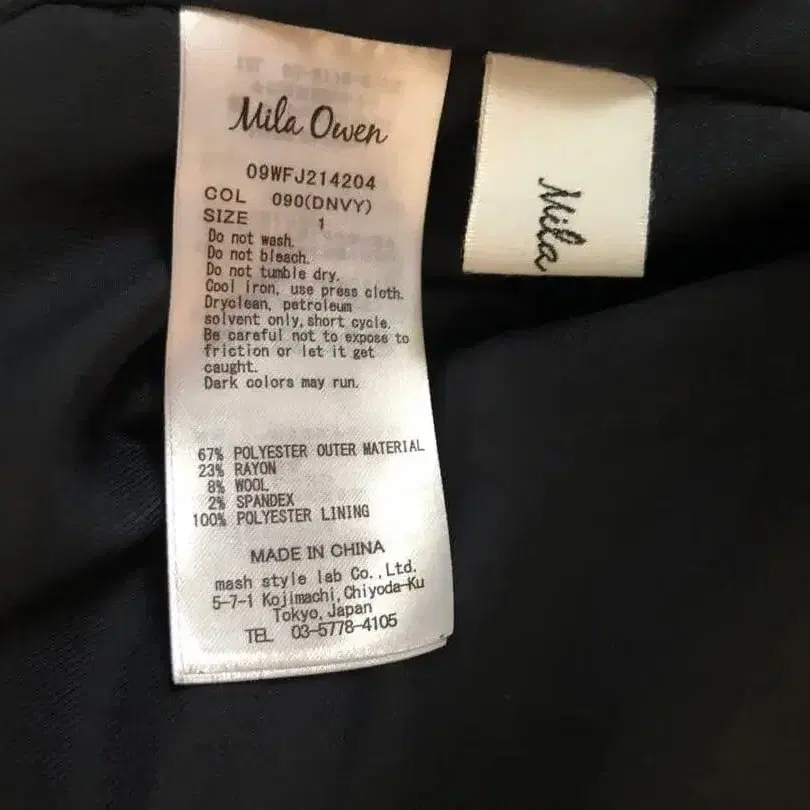 Mila Owen
09WFJ214204
COL 090(DNVY)
SIZE 1
Do not wash.
Do not bleach.
Do not tumble dry.
Cool iron, use press cloth.
Dryclean, petroleum
solvent only, short cycle.
Be careful not to expose to
friction or let it get
caught.
Dark colors may run.
67% POLYESTER OUTER MATERIAL
23% RAYON
8% WOOL
2% SPANDEX
100% POLYESTER LINING
MADE IN CHINA
mash style lab Co.,Ltd.
5-7-1 Kojimachi, Chiyoda-Ku
Tokyo, Japan
TEL 03-5778-4105
Mila